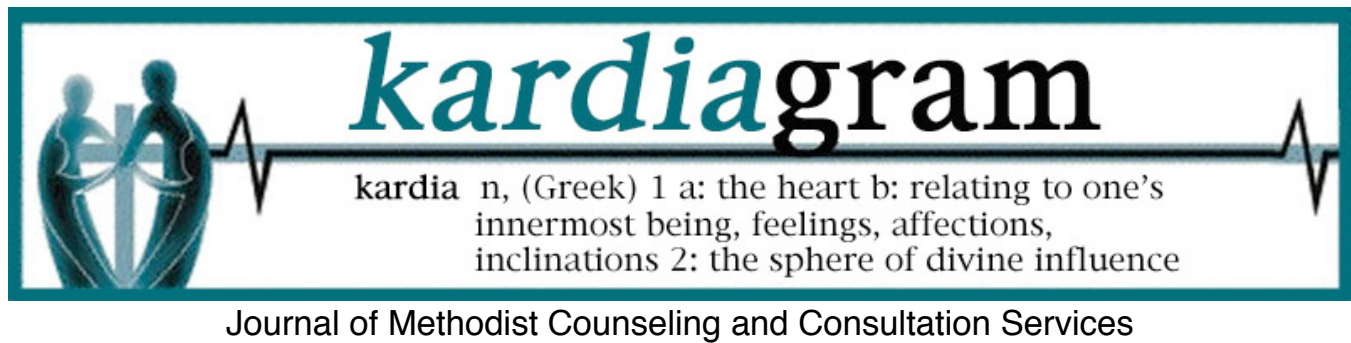 kardiagram
kardia n, (Greek) 1 a: the heart b: relating to one's
innermost being, feelings, affections,
inclinations 2: the sphere of divine influence
Journal of Methodist Counseling and Consultation Services